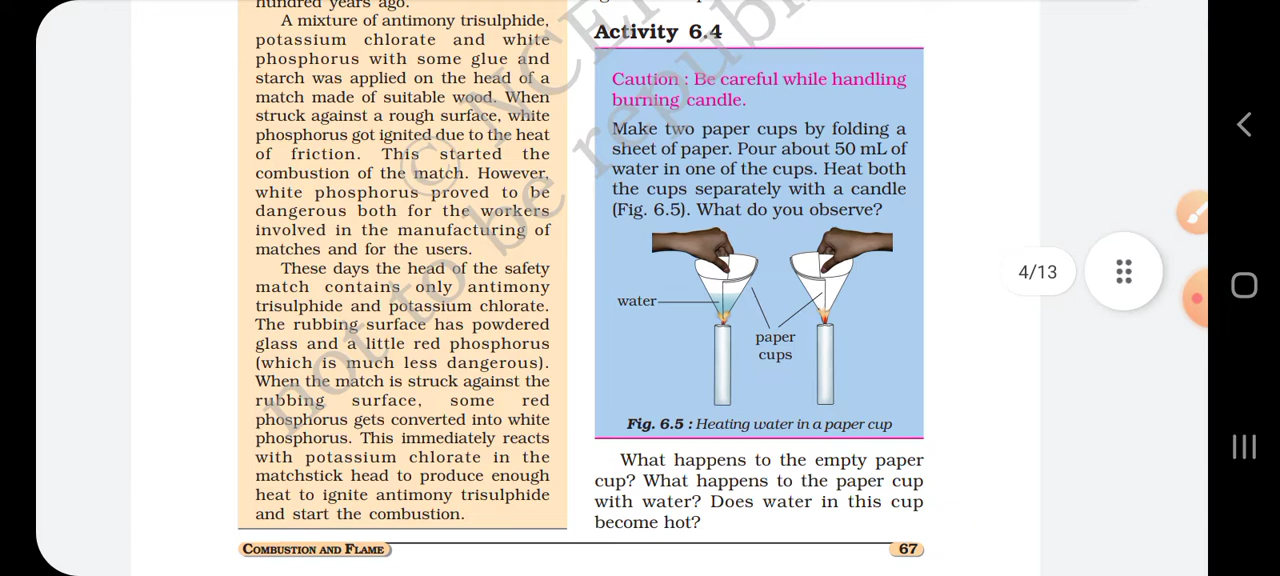 hundred years ago.
A mixture of antimony trisulphide,
potassium chlorate and white
phosphorus with some glue and
starch was applied on the head of a
match made of suitable wood. When
struck against a rough surface, white
phosphorus got ignited due to the heat
of friction. This started the
combustion of the match. However,
white phosphorus proved to be
dangerous both for the workers
involved in the manufacturing of
matches and for the users.
These days the head of the safety
match contains only antimony
trisulphide and potassium chlorate.
The rubbing surface has powdered
glass and a little red phosphorus
(which is much less dangerous).
When the match is struck against the
rubbing surface, some red
phosphorus gets converted into white
phosphorus. This immediately reacts
with potassium chlorate in the
matchstick head to produce enough
heat to ignite antimony trisulphide
and start the combustion.
Activity 6.4
Caution : Be careful while handling
burning candle.
Make two paper cups by folding a
sheet of paper. Pour about 50 mL of
water in one of the cups. Heat both
the cups separately with a candle
(Fig. 6.5). What do you observe?
water
paper
cups
Fig. 6.5 : Heating water in a paper cup
What happens to the empty paper
cup? What happens to the paper cup
with water? Does water in this cup
become hot?
COMBUSTION AND FLAME
67
4/13
© NCE
not to be republi